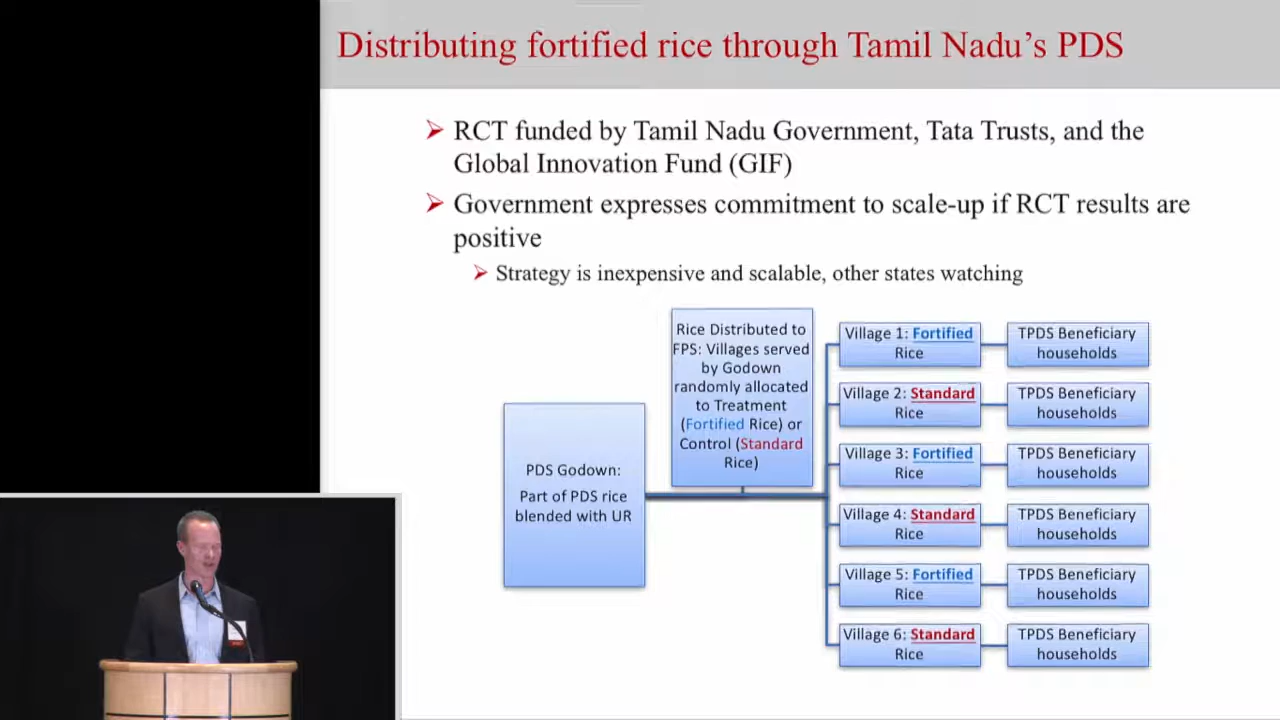 Distributing fortified rice through Tamil Nadu's PDS
RCT funded by Tamil Nadu Government, Tata Trusts, and the
Global Innovation Fund (GIF)
Government expresses commitment to scale-up if RCT results are
positive
Strategy is inexpensive and scalable, other states watching
PDS Godown:
Part of PDS rice
blended with UR
Rice Distributed to
FPS: Villages served
by Godown
randomly allocated
to Treatment
(Fortified Rice) or
Control (Standard
Rice)
Village 1: Fortified
Rice
TPDS Beneficiary
households
Village 2: Standard
Rice
TPDS Beneficiary
households
Village 3: Fortified
Rice
TPDS Beneficiary
households
Village 4: Standard
Rice
TPDS Beneficiary
households
Village 5: Fortified
Rice
TPDS Beneficiary
households
Village 6: Standard
Rice
TPDS Beneficiary
households